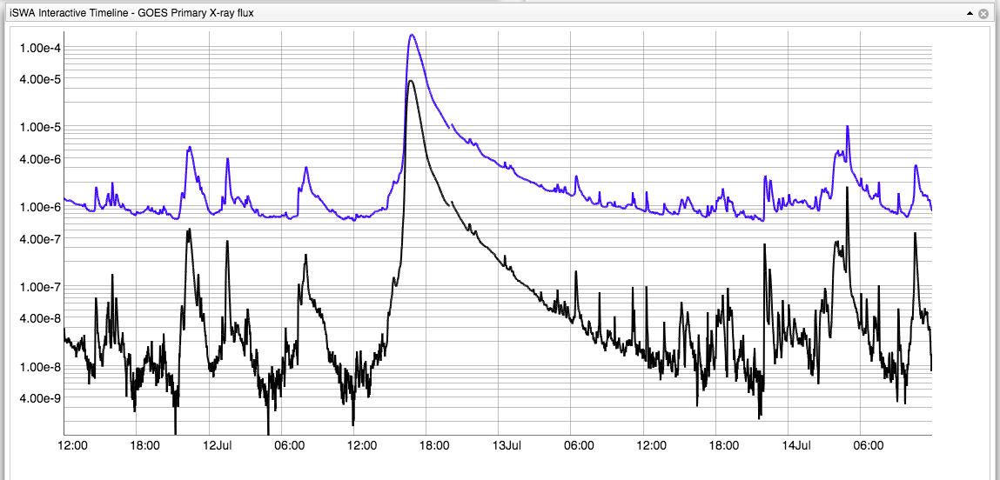 iSWA Interactive Timeline - GOES Primary X-ray flux
1.00e-4
4.00e-5
1.00e-5
4.00e-6
1.00e-6
4.00e-7
1.00e-7
4.00e-8
1.00e-8
4.00e-9
12:00 18:00 12Jul 06:00 12:00 18:00 13Jul 06:00 12:00 18:00 14Jul 06:00